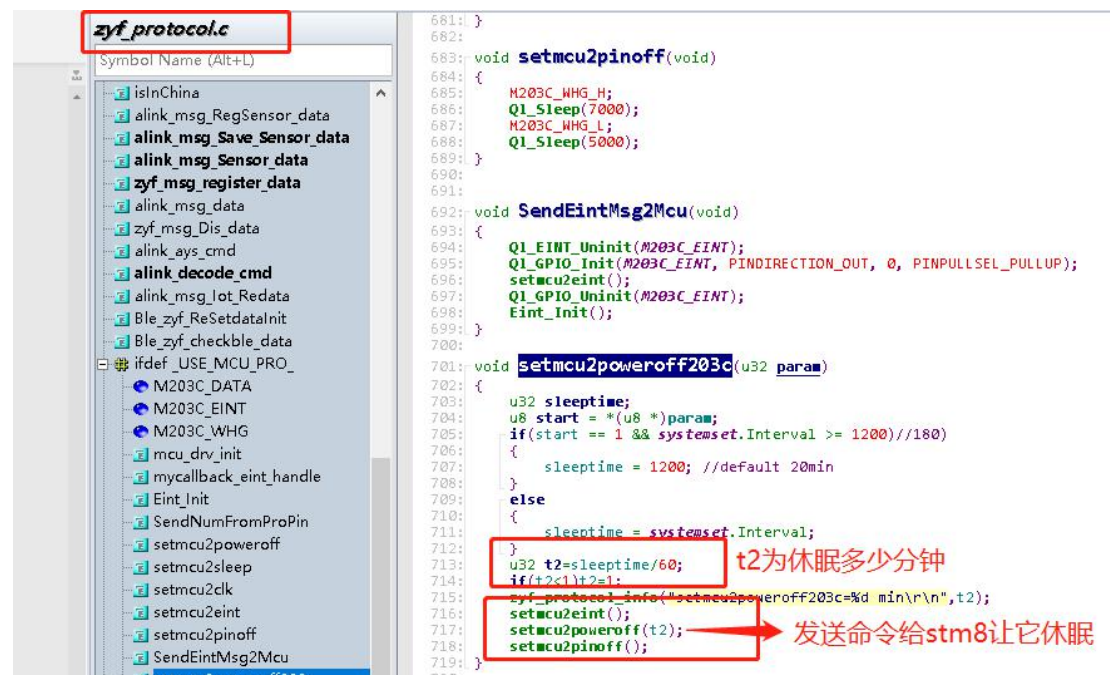 zyf_protocol.c
Symbol Name (Alt+L)
isInChina
alink_msg_RegSensor_data
alink_msg_Save_Sensor_data
alink_msg_Sensor_data
zyf_msg_register_data
alink_msg_data
zyf_msg_Dis_data
alink_ays_cmd
alink_decode_cmd
alink_msg_Iot_Redata
Ble_zyf_ReSetdataInit
Ble_zyf_checkble_data
ifdef _USE_MCU_PRO_
M203C_DATA
M203C_EINT
M203C_WHG
mcu_drv_init
mycallback_eint_handle
Eint_Init
SendNumFromProPin
setmcu2poweroff
setmcu2sleep
setmcu2clk
setmcu2eint
setmcu2pinoff
SendEintMsg2Mcu
681: }
682:
683: void setmcu2pinoff(void)
684: {
685: M203C_WHG_H;
686: Ql_Sleep(7000);
687: M203C_WHG_L;
688: Ql_Sleep(5000);
689: }
690:
691:
692: void SendEintMsg2Mcu(void)
693: {
694: Ql_EINT_Uninit(M203C_EINT);
695: Ql_GPIO_Init(M203C_EINT, PINDIRECTION_OUT, 0, PINPULLSEL_PULLUP);
696: setmcu2eint();
697: Ql_GPIO_Uninit(M203C_EINT);
698: Eint_Init();
699: }
700:
701: void setmcu2poweroff203c(u32 param)
702: {
703: u32 sleeptime;
704: u8 start = *(u8 *)param;
705: if(start == 1 && systemset.Interval >= 1200)//180)
706: {
707: sleeptime = 1200; //default 20min
708: }
709: else
710: {
711: sleeptime = systemset.Interval;
712: }
713: u32 t2=sleeptime/60;
714: if(t2<1)t2=1;
715: zyf_protocol_info("setmcu2poweroff203c=%d min\r\n",t2);
716: setmcu2eint();
717: setmcu2poweroff(t2);
718: setmcu2pinoff();
719: }
t2为休眠多少分钟
发送命令给stm8让它休眠